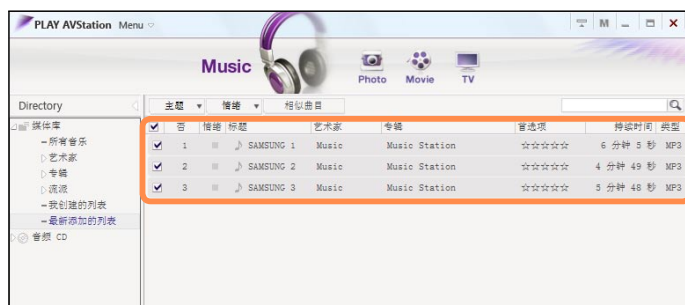 PLAY AVStation Menu
M
Music
Photo Movie TV
Directory
主题 情绪 相似曲目
媒体库
所有音乐
艺术家
专辑
流派
我创建的列表
最新添加的列表
音频 CD
否 情绪 标题 艺术家 专辑 首选项 持续时间 类型
1 SAMSUNG 1 Music Music Station ☆☆☆☆☆ 6 分钟 5 秒 MP3
2 SAMSUNG 2 Music Music Station ☆☆☆☆☆ 4 分钟 49 秒 MP3
3 SAMSUNG 3 Music Music Station ☆☆☆☆☆ 5 分钟 48 秒 MP3